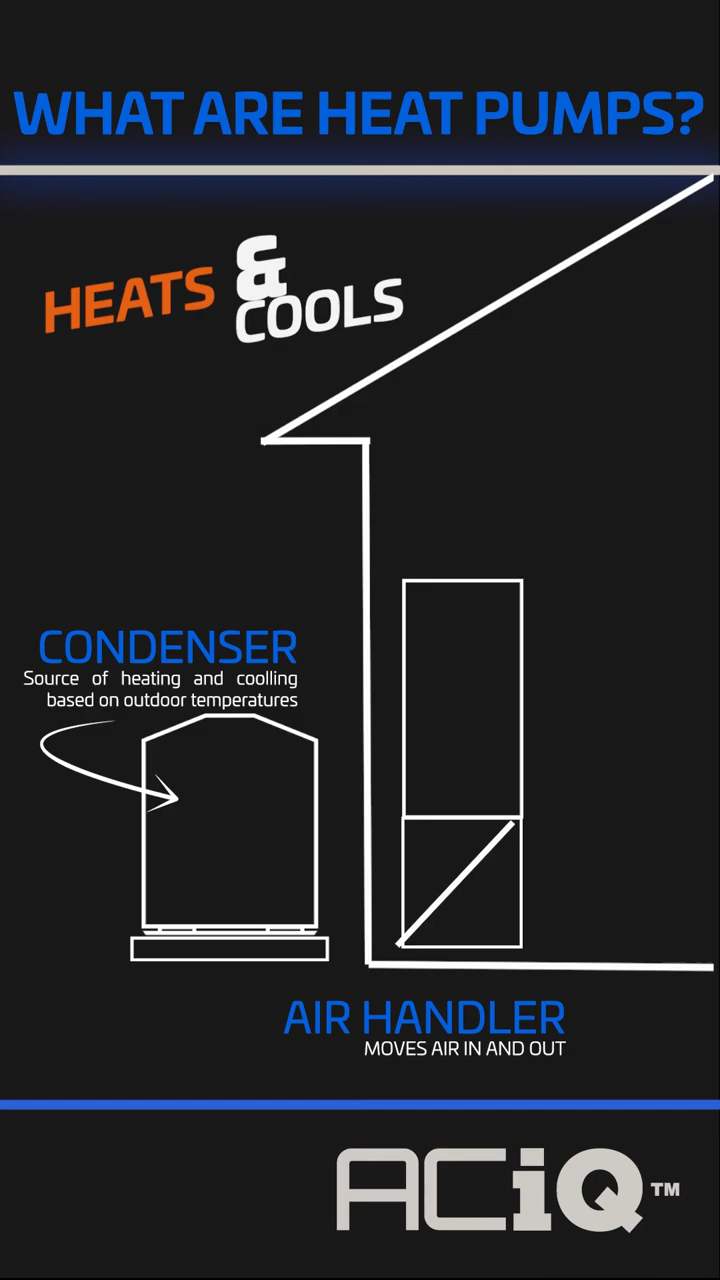 WHAT ARE HEAT PUMPS?
HEATS &
COOLS
CONDENSER
Source of heating and coolling
based on outdoor temperatures
AIR HANDLER
MOVES AIR IN AND OUT
ACiQ™